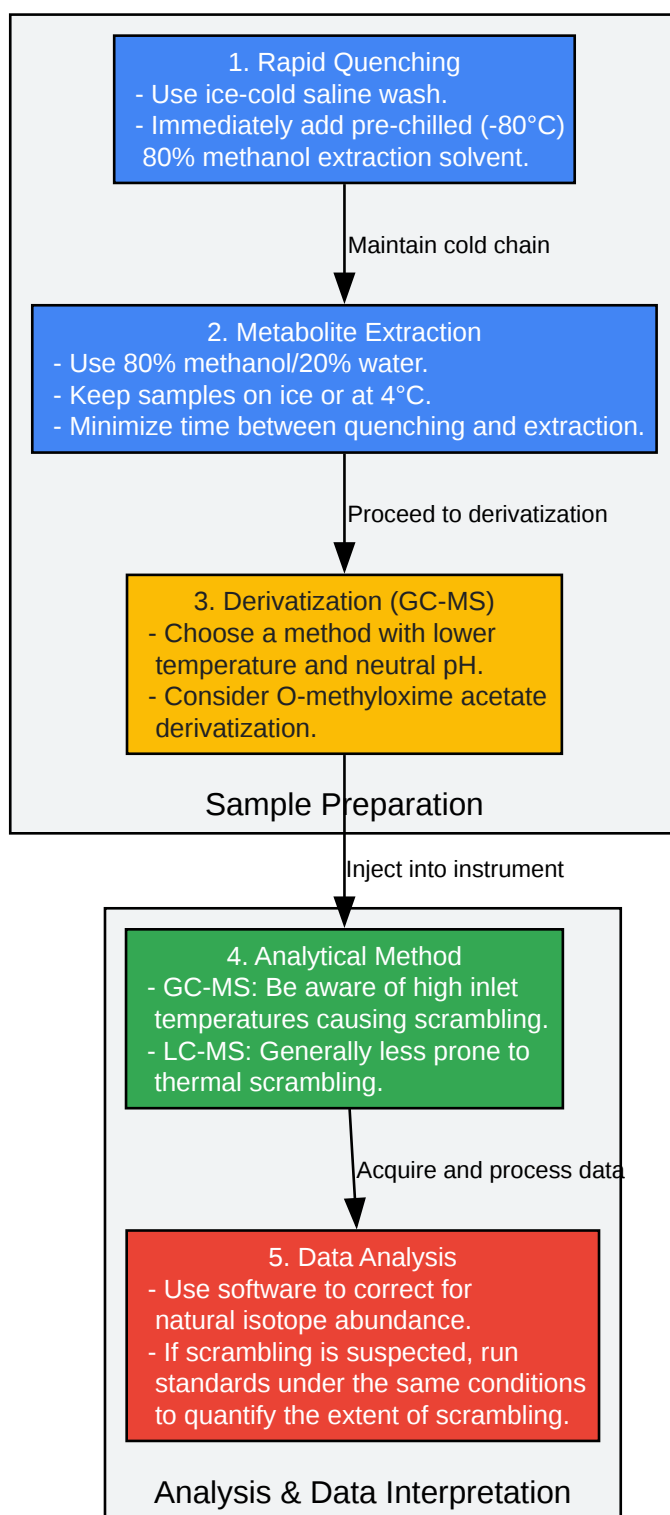 1. Rapid Quenching
- Use ice-cold saline wash.
- Immediately add pre-chilled (-80°C)
80% methanol extraction solvent.
Maintain cold chain
2. Metabolite Extraction
- Use 80% methanol/20% water.
- Keep samples on ice or at 4°C.
- Minimize time between quenching and extraction.
Proceed to derivatization
3. Derivatization (GC-MS)
- Choose a method with lower
temperature and neutral pH.
- Consider O-methyloxime acetate
derivatization.
Sample Preparation
Inject into instrument
4. Analytical Method
- GC-MS: Be aware of high inlet
temperatures causing scrambling.
- LC-MS: Generally less prone to
thermal scrambling.
Acquire and process data
5. Data Analysis
- Use software to correct for
natural isotope abundance.
- If scrambling is suspected, run
standards under the same conditions
to quantify the extent of scrambling.
Analysis & Data Interpretation